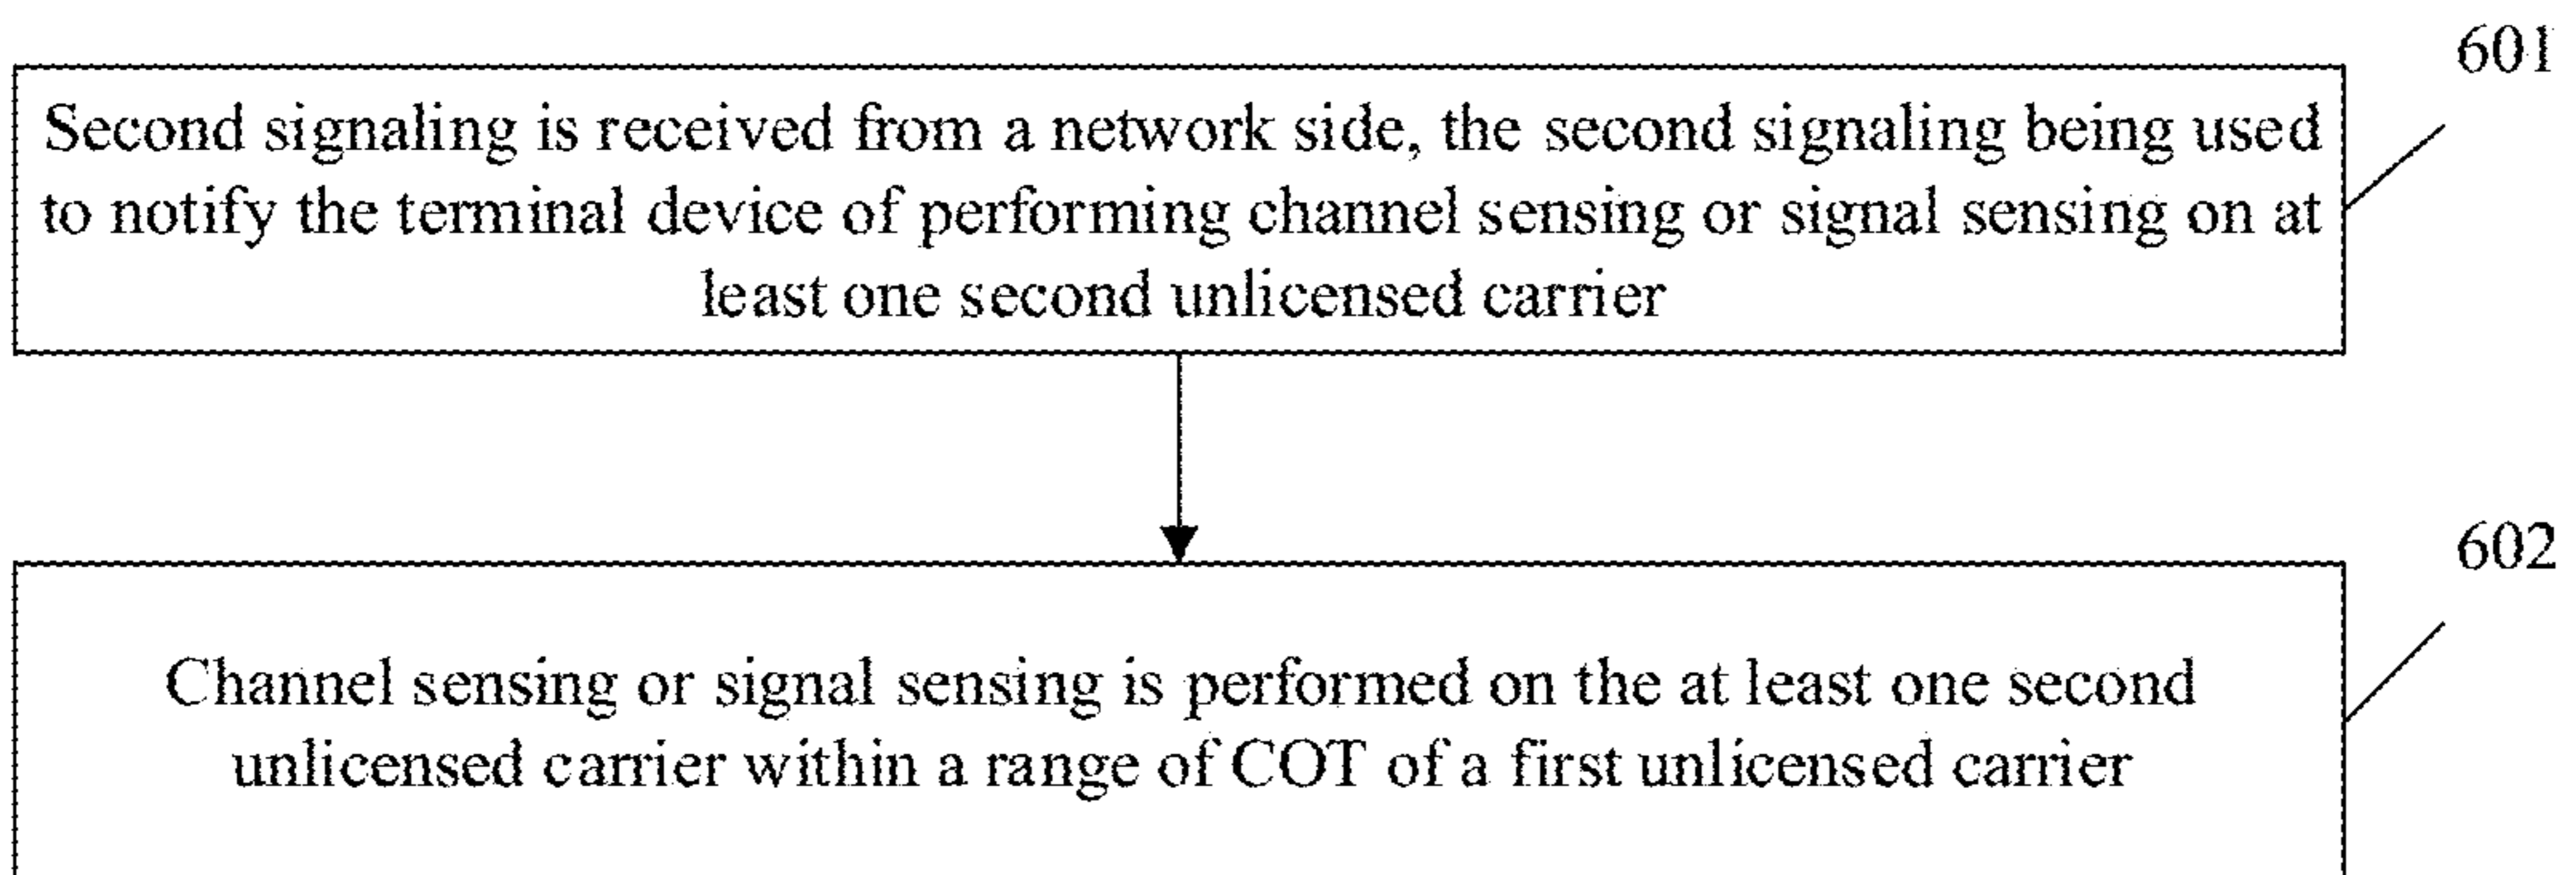 601
Second signaling is received from a network side, the second signaling being used
to notify the terminal device of performing channel sensing or signal sensing on at
least one second unlicensed carrier
602
Channel sensing or signal sensing is performed on the at least one second
unlicensed carrier within a range of COT of a first unlicensed carrier